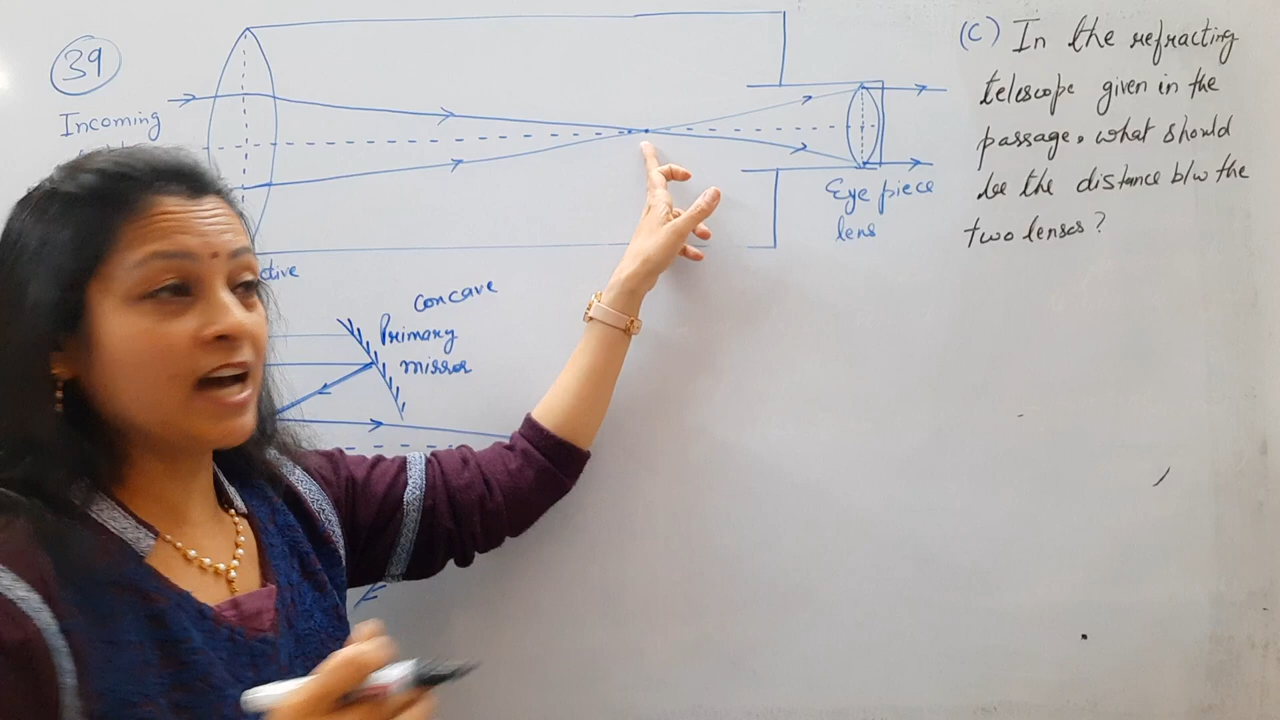 39
Incoming
Eye piece
lens
ctive
concave
Primary
mirror
(C) In the refracting
telescope given in the
passage, what should
be the distance b/w the
two lenses?